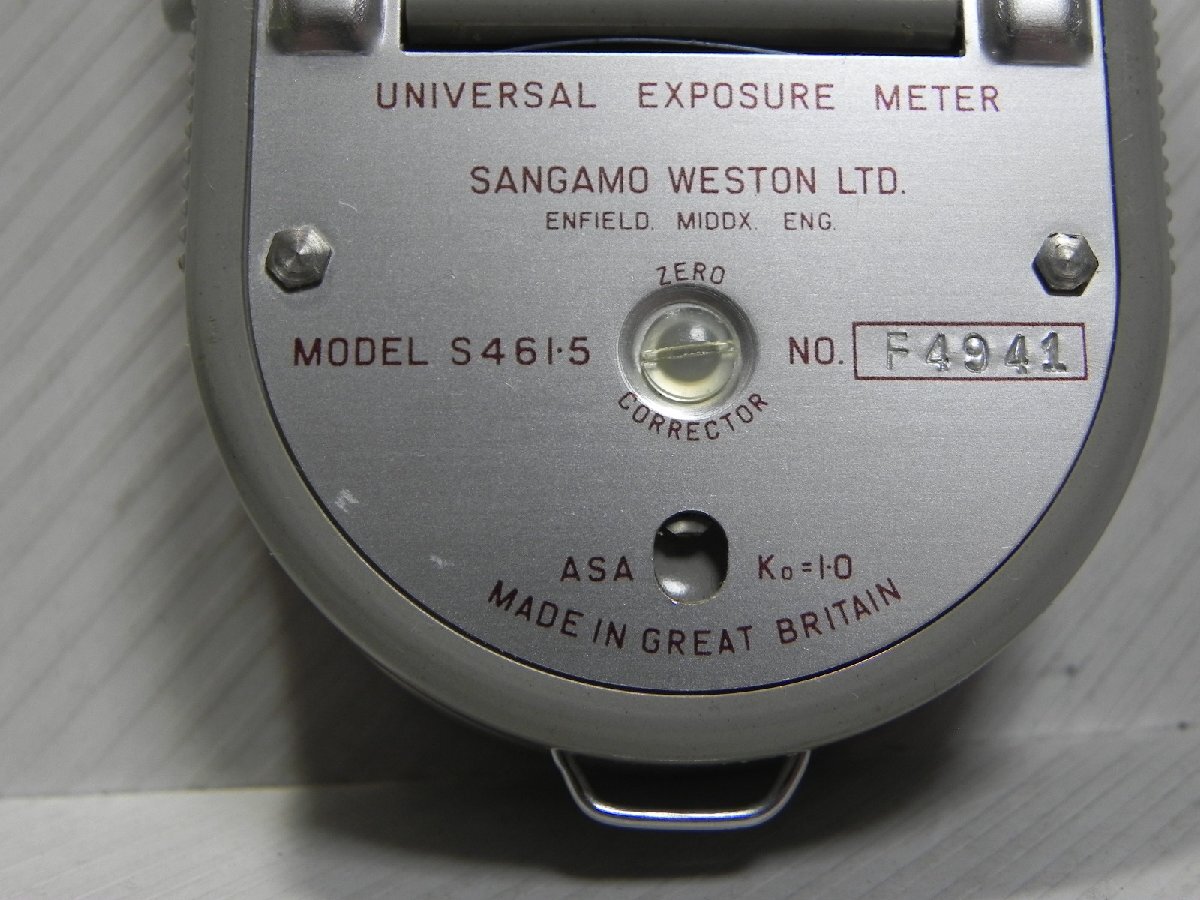 UNIVERSAL EXPOSURE METER
SANGAMO WESTON LTD.
ENFIELD. MIDDX. ENG.
ZERO
MODEL S461·5 NO. F4941
CORRECTOR
ASA K₀=1·0
MADE IN GREAT BRITAIN